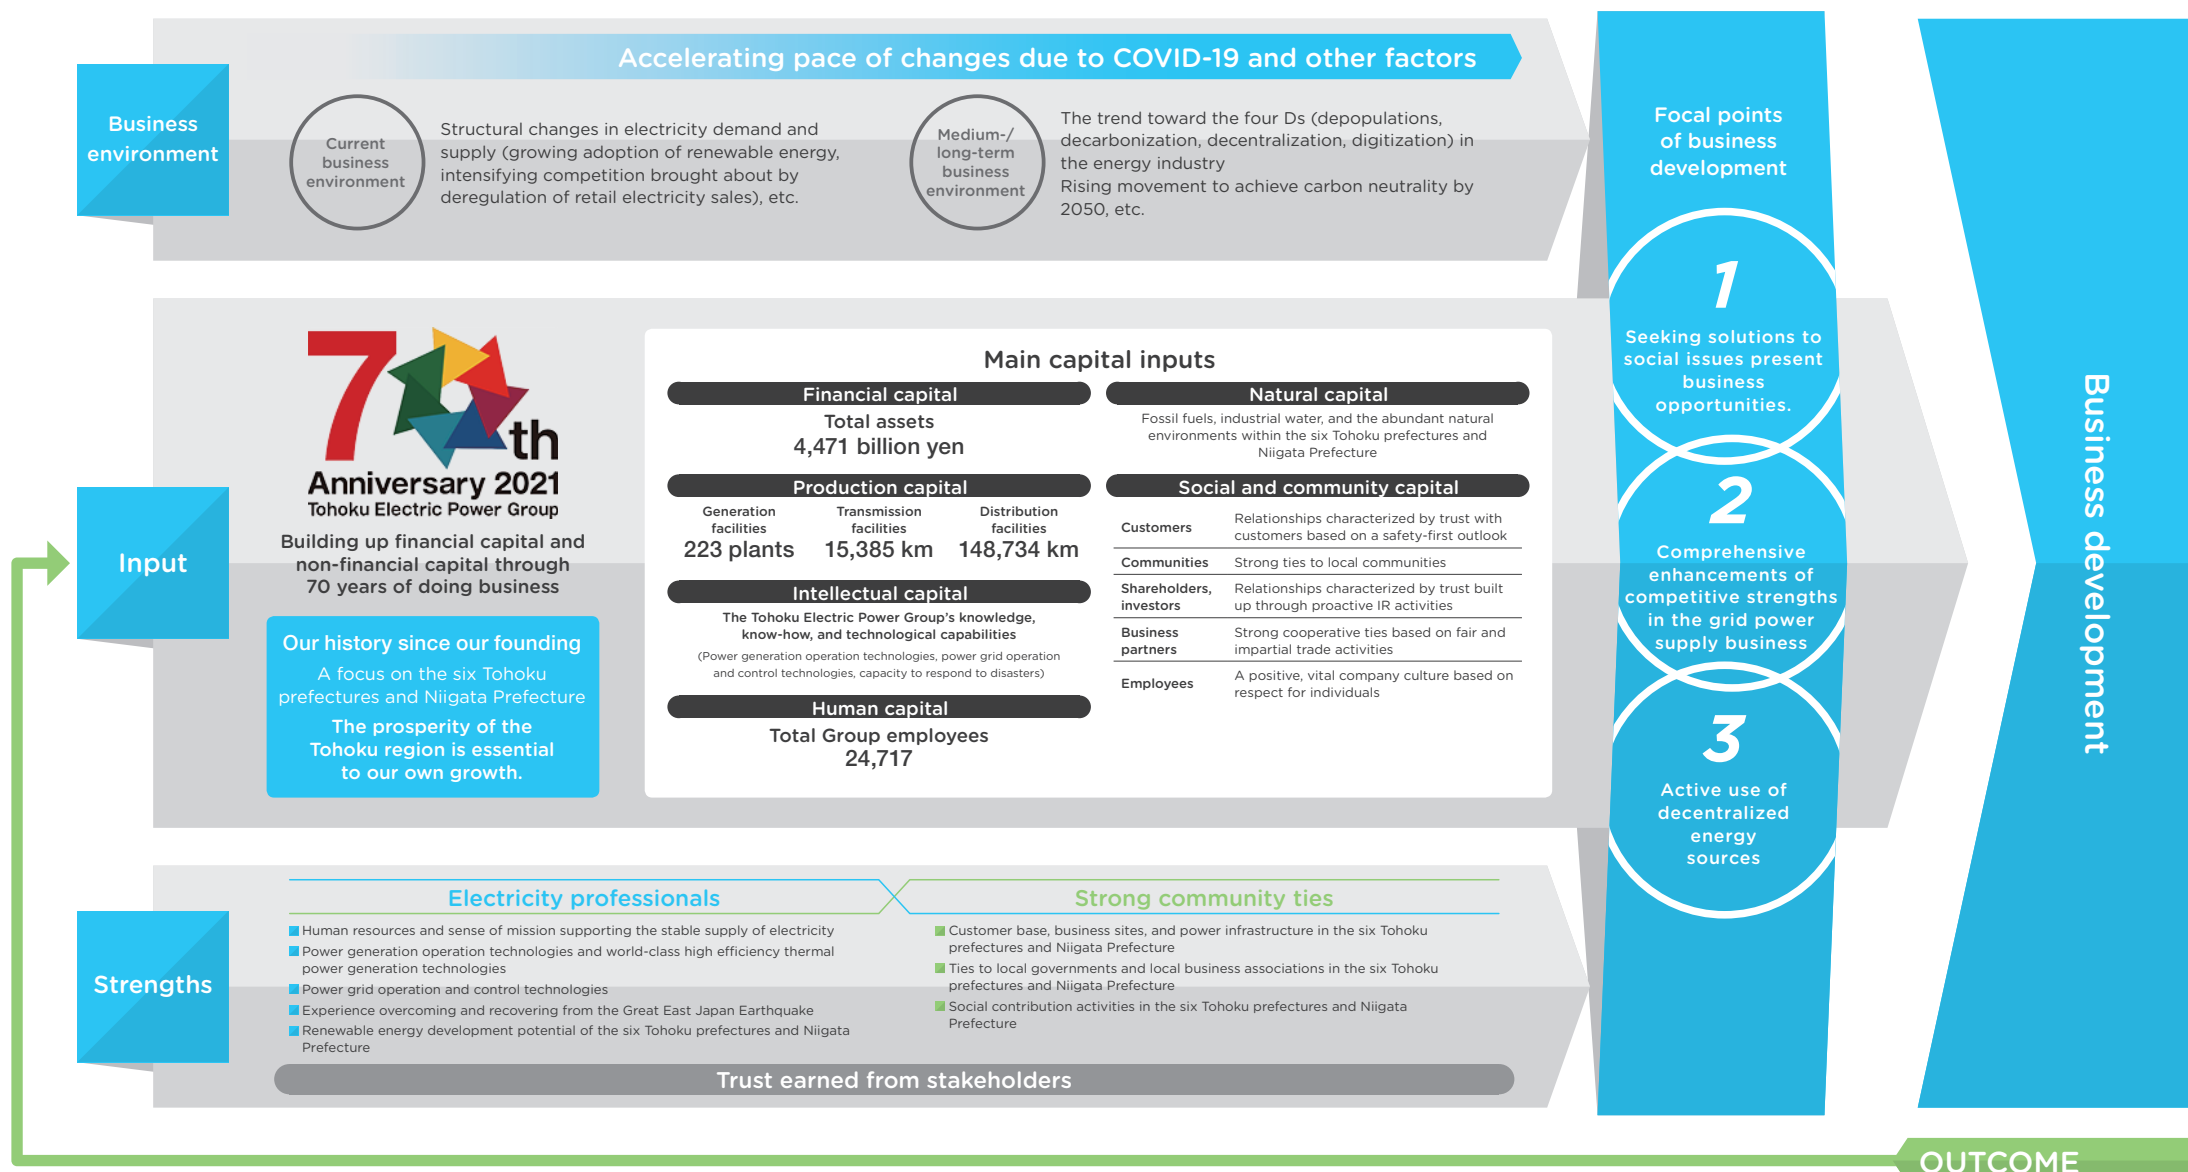 Accelerating pace of changes due to COVID-19 and other factors
Business
environment
Current
business
environment
Structural changes in electricity demand and
supply (growing adoption of renewable energy,
intensifying competition brought about by
deregulation of retail electricity sales), etc.
Medium-/
long-term
business
environment
The trend toward the four Ds (depopulations,
decarbonization, decentralization, digitization) in
the energy industry
Rising movement to achieve carbon neutrality by
2050, etc.
Input
70th
Anniversary 2021
Tohoku Electric Power Group
Building up financial capital and
non-financial capital through
70 years of doing business
Our history since our founding
A focus on the six Tohoku
prefectures and Niigata Prefecture
The prosperity of the
Tohoku region is essential
to our own growth.
Main capital inputs
Financial capital
Total assets
4,471 billion yen
Production capital
Generation
facilities
223 plants
Transmission
facilities
15,385 km
Distribution
facilities
148,734 km
Intellectual capital
The Tohoku Electric Power Group's knowledge,
know-how, and technological capabilities
(Power generation operation technologies, power grid operation
and control technologies, capacity to respond to disasters)
Human capital
Total Group employees
24,717
Natural capital
Fossil fuels, industrial water, and the abundant natural
environments within the six Tohoku prefectures and
Niigata Prefecture
Social and community capital
Customers
Relationships characterized by trust with
customers based on a safety-first outlook
Communities
Strong ties to local communities
Shareholders,
investors
Relationships characterized by trust built
up through proactive IR activities
Business
partners
Strong cooperative ties based on fair and
impartial trade activities
Employees
A positive, vital company culture based on
respect for individuals
Strengths
Electricity professionals
Human resources and sense of mission supporting the stable supply of electricity
Power generation operation technologies and world-class high efficiency thermal
power generation technologies
Power grid operation and control technologies
Experience overcoming and recovering from the Great East Japan Earthquake
Renewable energy development potential of the six Tohoku prefectures and Niigata
Prefecture
Strong community ties
Customer base, business sites, and power infrastructure in the six Tohoku
prefectures and Niigata Prefecture
Ties to local governments and local business associations in the six Tohoku
prefectures and Niigata Prefecture
Social contribution activities in the six Tohoku prefectures and Niigata
Prefecture
Trust earned from stakeholders
Focal points
of business
development
1
Seeking solutions to
social issues present
business
opportunities.
2
Comprehensive
enhancements of
competitive strengths
in the grid power
supply business
3
Active use of
decentralized
energy
sources
Business development
OUTCOME